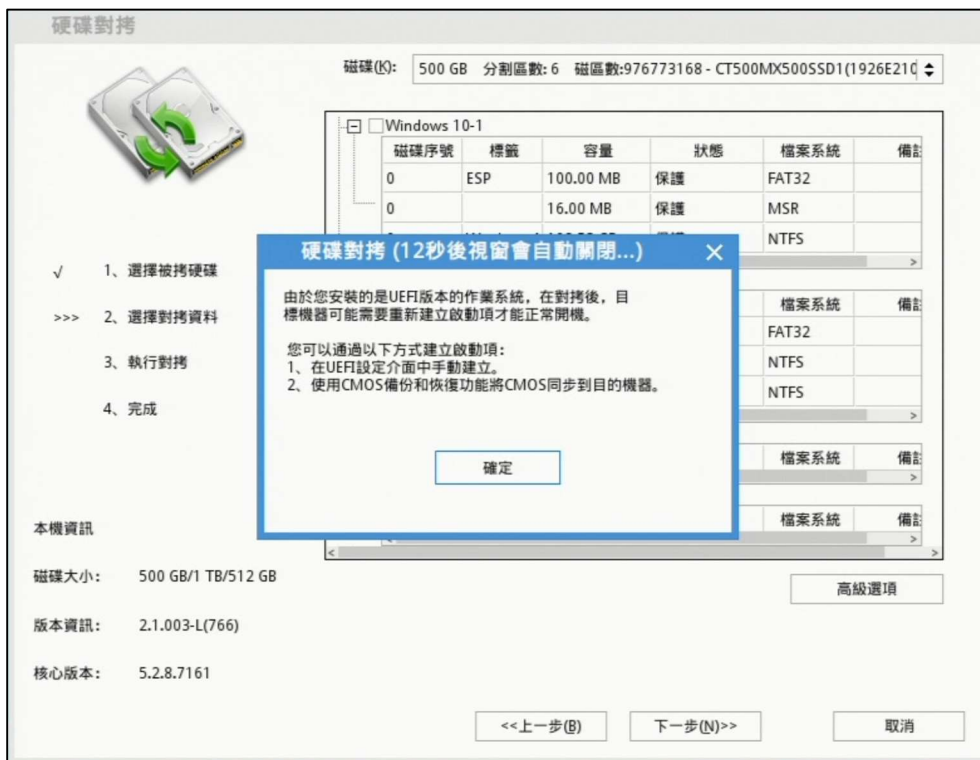 硬碟對拷
磁碟(K): 500 GB 分割區數: 6 磁區數:976773168 - CT500MX500SSD1(1926E210
Windows 10-1
磁碟序號 標籤 容量 狀態 檔案系統
0 ESP 100.00 MB 保護 FAT32
0 16.00 MB 保護 MSR
NTFS
硬碟對拷 (12秒後視窗會自動關閉...)
由於您安裝的是UEFI版本的作業系統，在對拷後，目
標機器可能需要重新建立啟動項才能正常開機。
您可以通過以下方式建立啟動項：
1、在UEFI設定介面中手動建立。
2、使用CMOS備份和恢復功能將CMOS同步到目的機器。
確定
√ 1、選擇被拷硬碟
>>> 2、選擇對拷資料
3、執行對拷
4、完成
檔案系統
FAT32
NTFS
NTFS
檔案系統
檔案系統
本機資訊
磁碟大小: 500 GB/1 TB/512 GB
版本資訊: 2.1.003-L(766)
核心版本: 5.2.8.7161
高級選項
<<上一步(B) 下一步(N)>> 取消